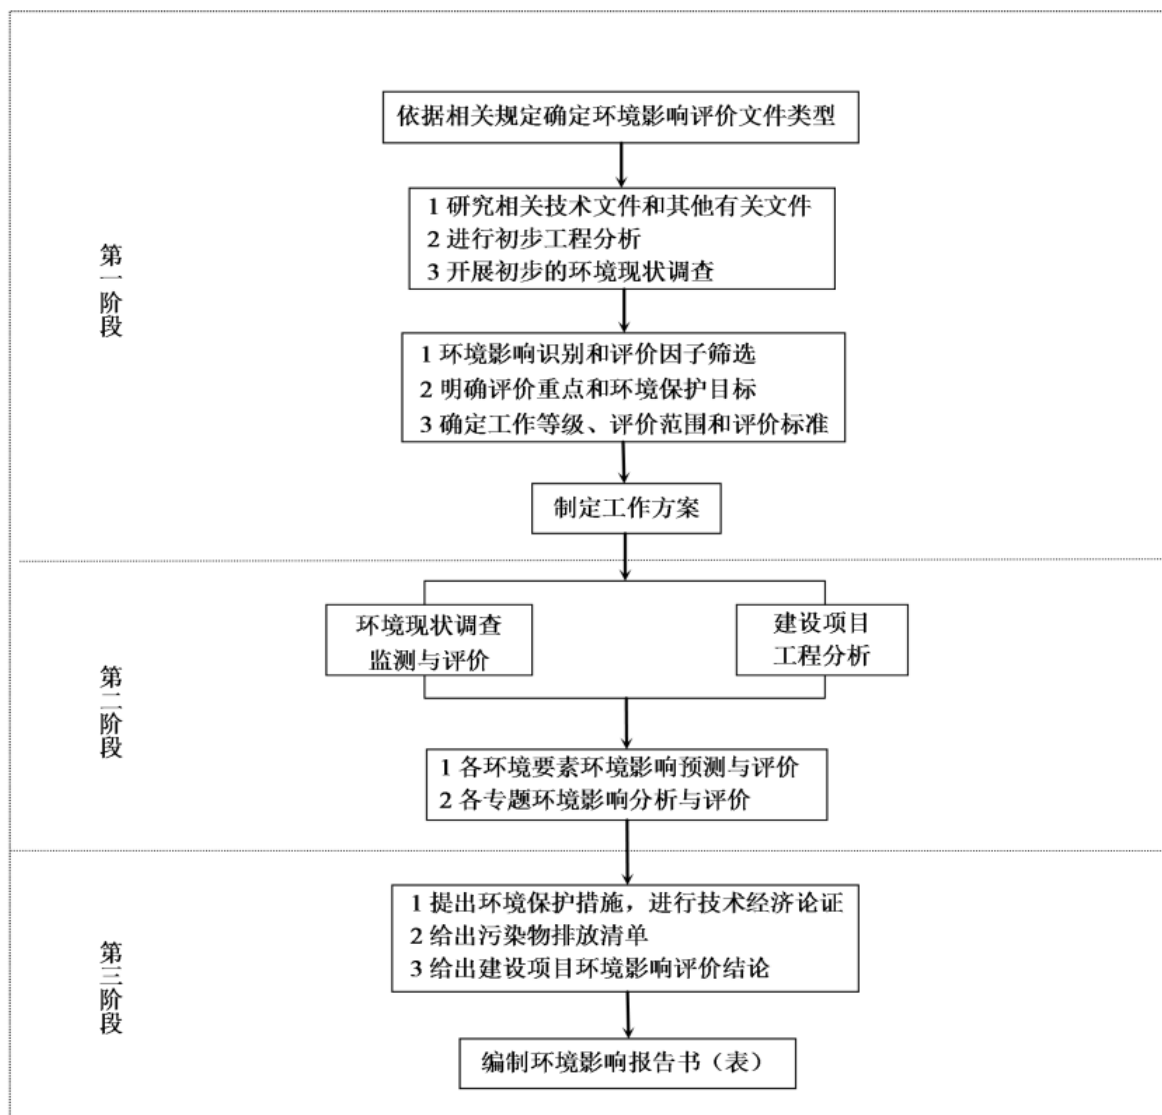 依据相关规定确定环境影响评价文件类型
第一阶段
1 研究相关技术文件和其他有关文件
2 进行初步工程分析
3 开展初步的环境现状调查
1 环境影响识别和评价因子筛选
2 明确评价重点和环境保护目标
3 确定工作等级、评价范围和评价标准
制定工作方案
第二阶段
环境现状调查
监测与评价
建设项目
工程分析
1 各环境要素环境影响预测与评价
2 各专题环境影响分析与评价
第三阶段
1 提出环境保护措施，进行技术经济论证
2 给出污染物排放清单
3 给出建设项目环境影响评价结论
编制环境影响报告书（表）